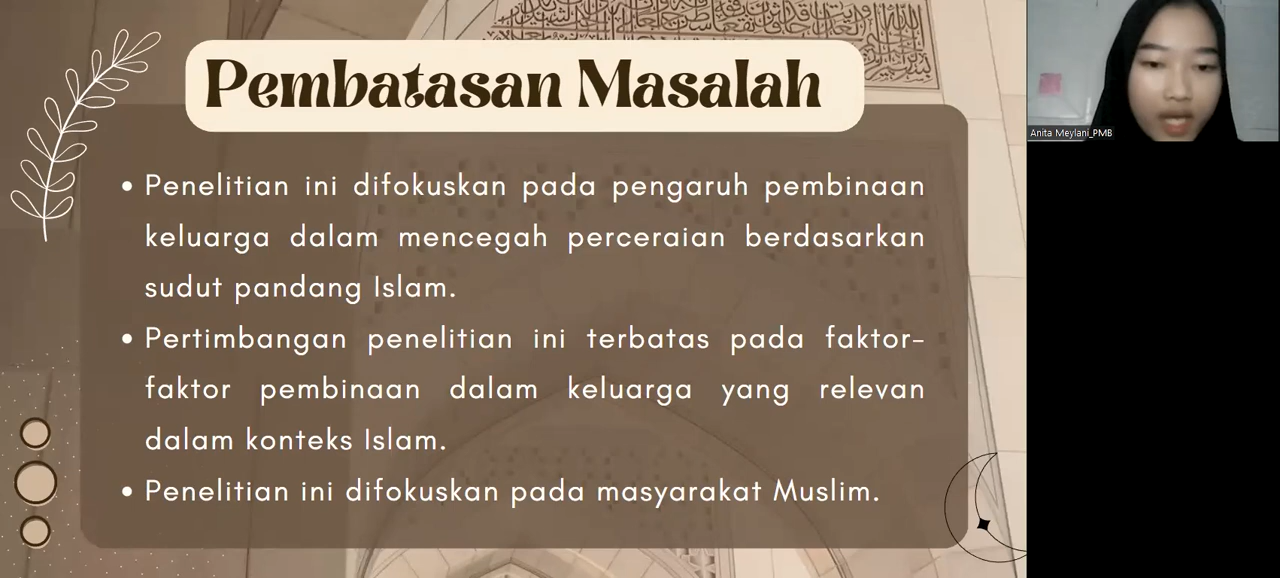 Pembatasan Masalah
• Penelitian ini difokuskan pada pengaruh pembinaan
keluarga dalam mencegah perceraian berdasarkan
sudut pandang Islam.
• Pertimbangan penelitian ini terbatas pada faktor-
faktor pembinaan dalam keluarga yang relevan
dalam konteks Islam.
• Penelitian ini difokuskan pada masyarakat Muslim.
Anita Meylani_PMB